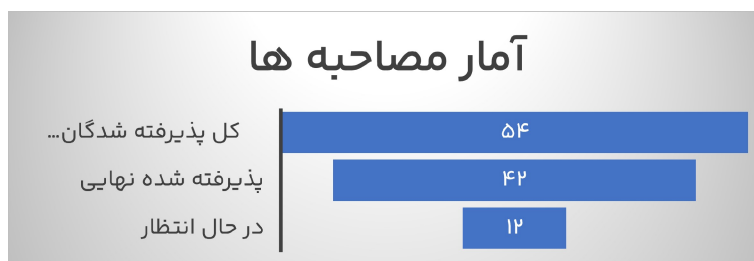 آمار مصاحبه ها
کل پذیرفته شدگان... ۵۴
پذیرفته شده نهایی ۴۲
در حال انتظار ۱۲